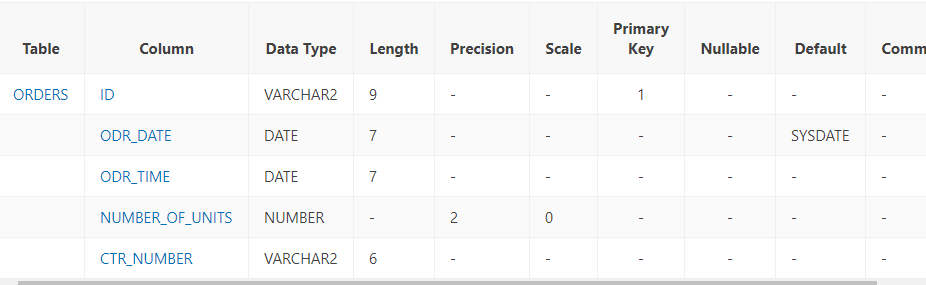 Table Column Data Type Length Precision Scale Primary Key Nullable Default Comm
ORDERS ID VARCHAR2 9 - - 1 - - -
ODR_DATE DATE 7 - - - - SYSDATE -
ODR_TIME DATE 7 - - - - - -
NUMBER_OF_UNITS NUMBER - 2 0 - - - -
CTR_NUMBER VARCHAR2 6 - - - - - -